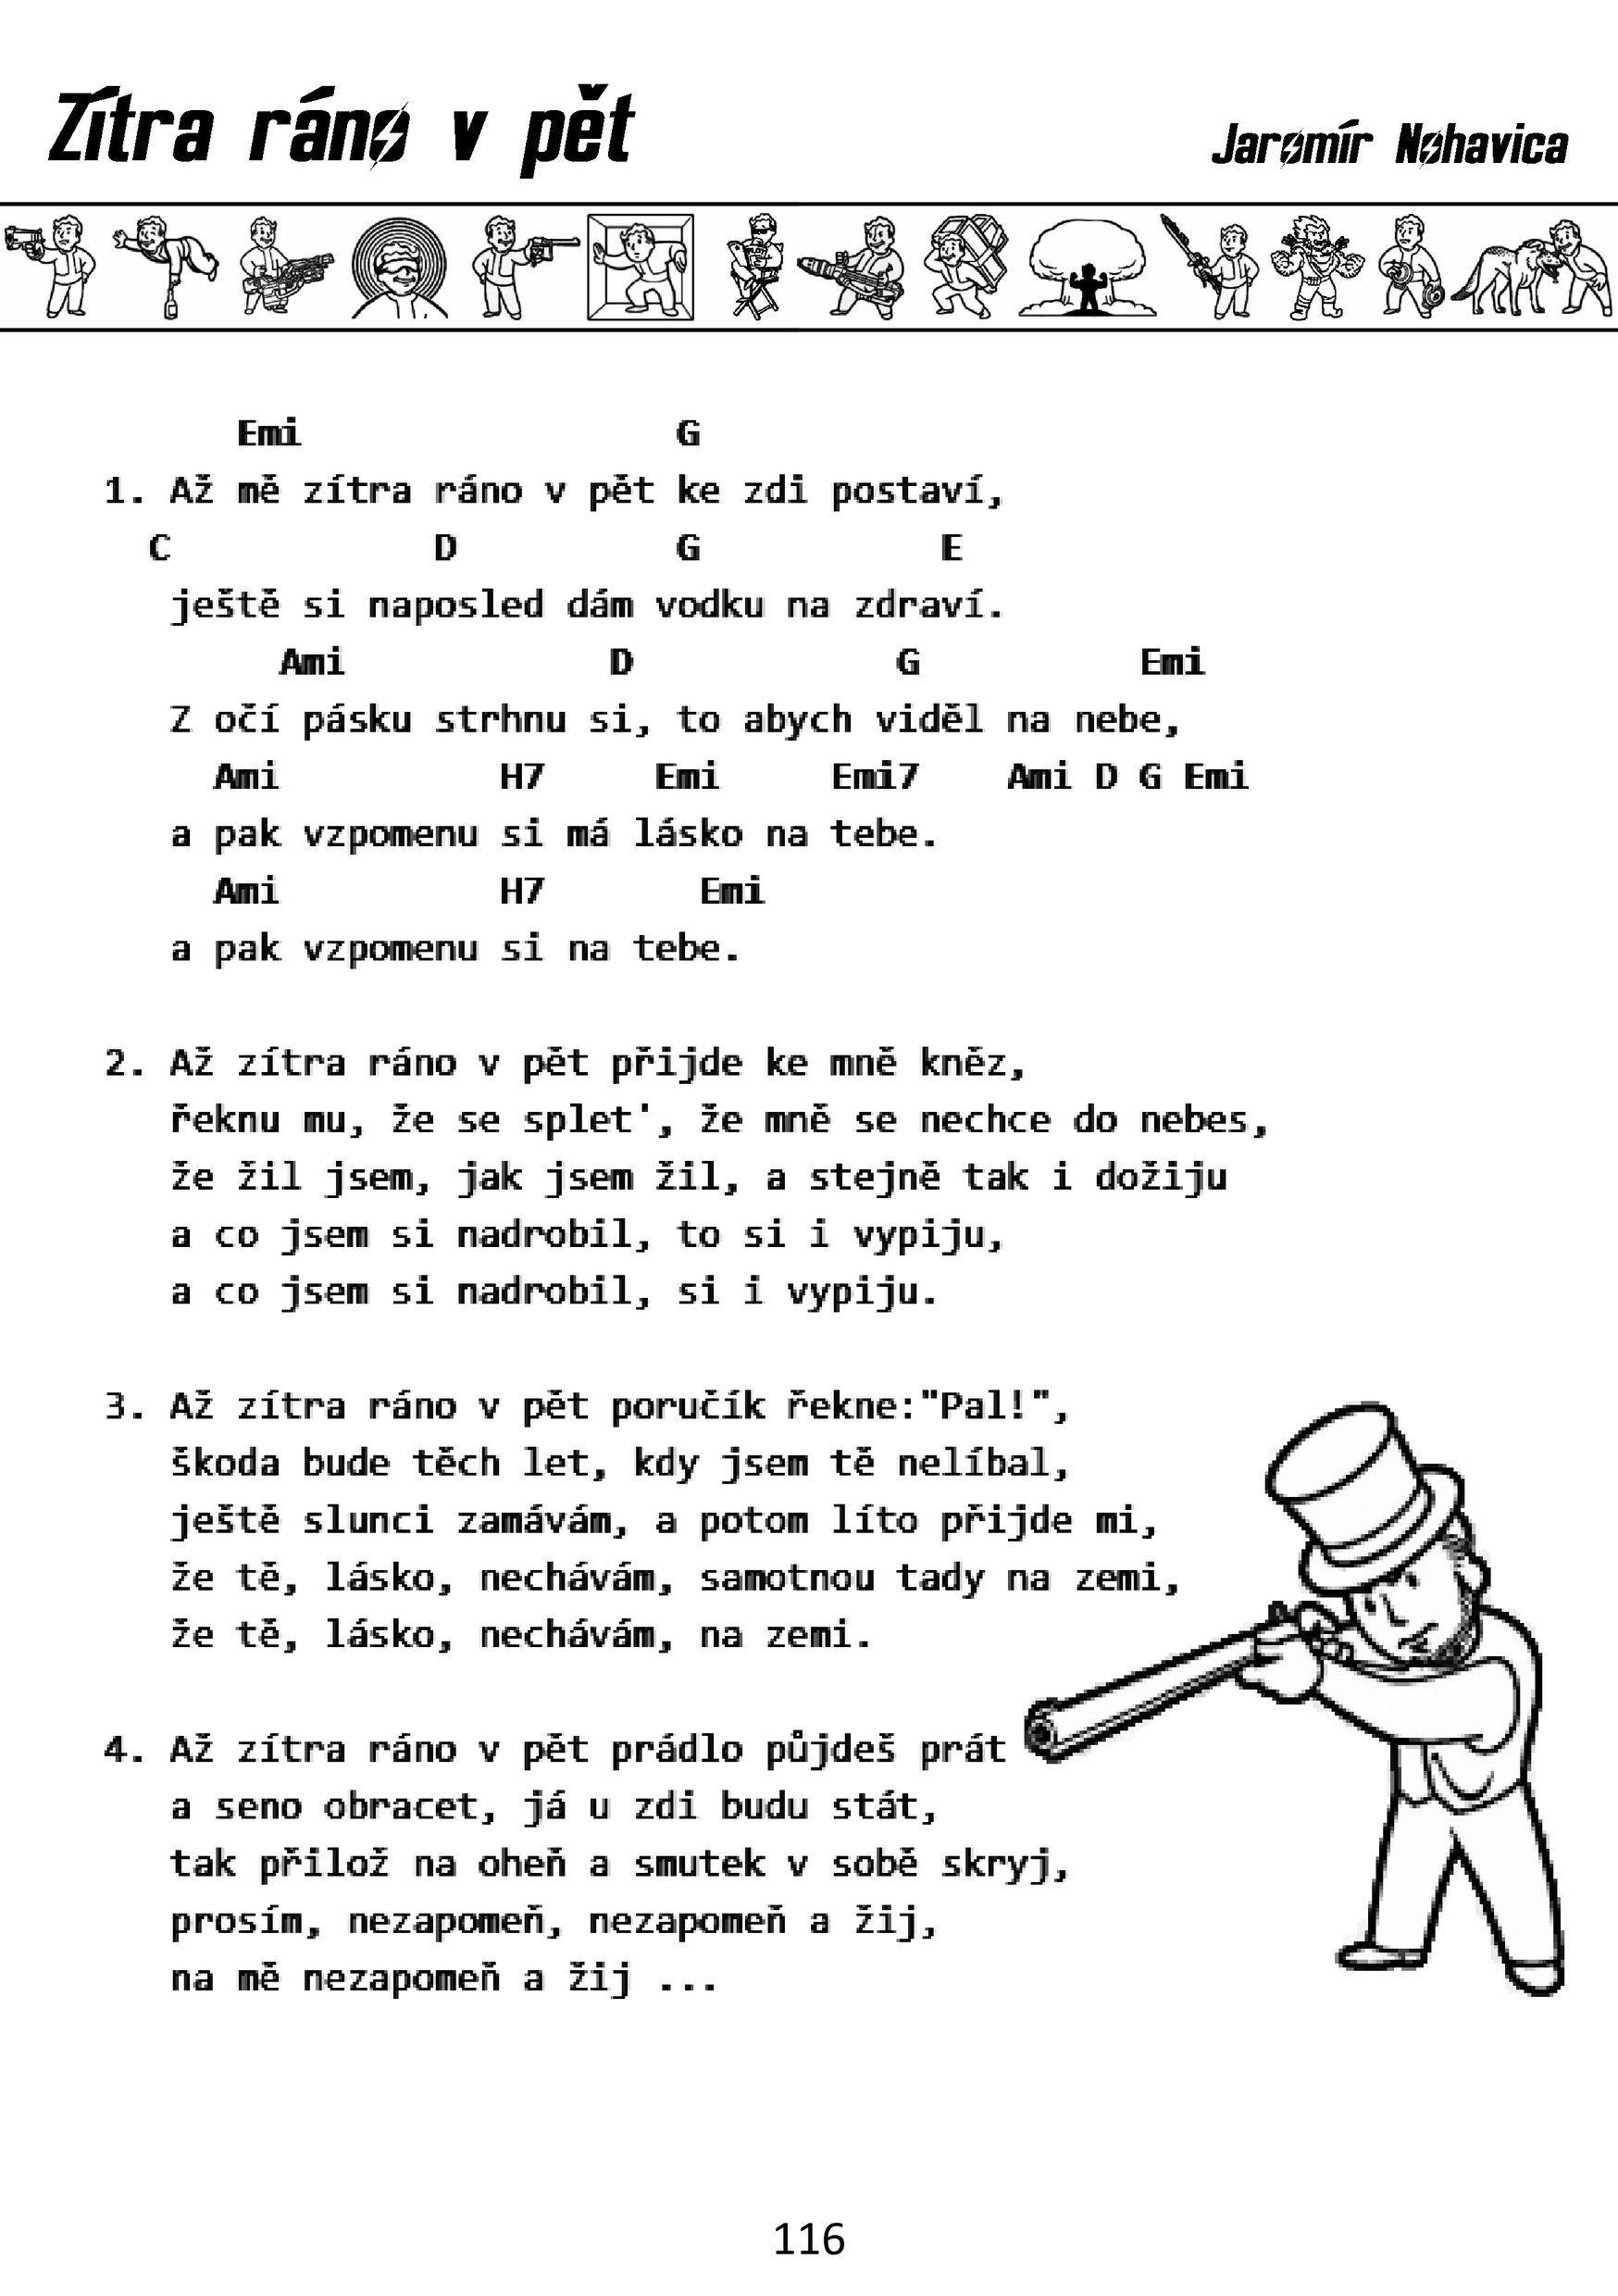 Zítra ráno v pět
Jaromír Nohavica
Emi G
1. Až mě zítra ráno v pět ke zdi postaví,
C D G E
ještě si naposled dám vodku na zdraví.
Ami D G Emi
Z očí pásku strhnu si, to abych viděl na nebe,
Ami H7 Emi Emi7 Ami D G Emi
a pak vzpomenu si má lásko na tebe.
Ami H7 Emi
a pak vzpomenu si na tebe.
2. Až zítra ráno v pět přijde ke mně kněz,
řeknu mu, že se splet', že mně se nechce do nebes,
že žil jsem, jak jsem žil, a stejně tak i dožiju
a co jsem si nadrobil, to si i vypiju,
a co jsem si nadrobil, si i vypiju.
3. Až zítra ráno v pět poručík řekne:"Pal!",
škoda bude těch let, kdy jsem tě nelíbal,
ještě slunci zamávám, a potom líto přijde mi,
že tě, lásko, nechávám, samotnou tady na zemi,
že tě, lásko, nechávám, na zemi.
4. Až zítra ráno v pět prádlo půjdeš prát
a seno obracet, já u zdi budu stát,
tak přilož na oheň a smutek v sobě skryj,
prosím, nezapomeň, nezapomeň a žij,
na mě nezapomeň a žij ...
116